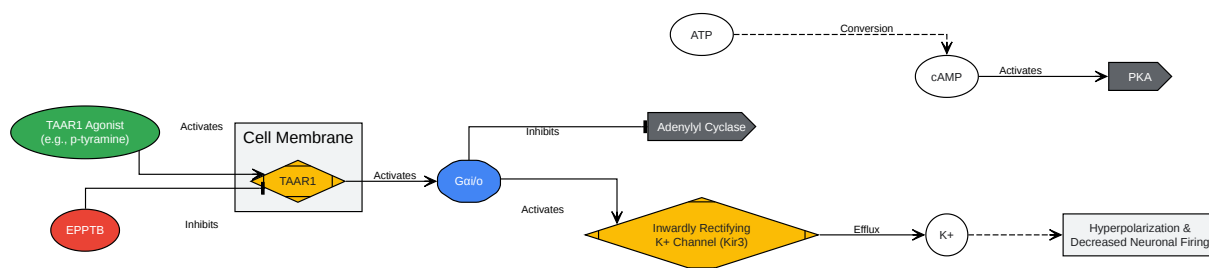 ATP
Conversion
cAMP
Activates
PKA
TAAR1 Agonist
(e.g., p-tyramine)
Activates
Cell Membrane
TAAR1
Activates
Gαi/o
Inhibits
Adenylyl Cyclase
EPPTB
Inhibits
Activates
Inwardly Rectifying
K+ Channel (Kir3)
Efflux
K+
Hyperpolarization &
Decreased Neuronal Firing